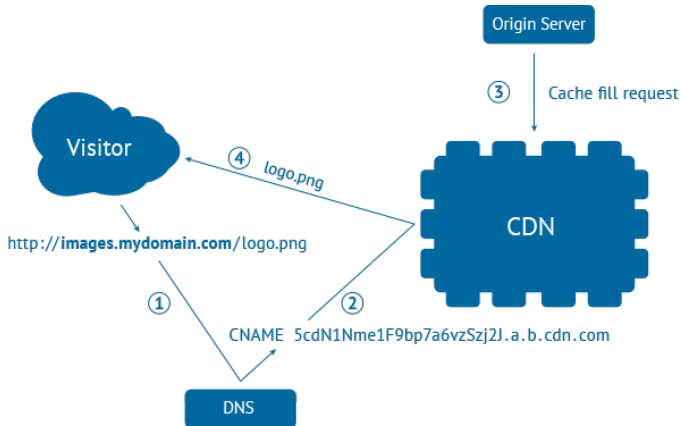 Origin Server
③ Cache fill request
Visitor
④ logo.png
CDN
http://images.mydomain.com/logo.png
①
②
CNAME 5cdN1Nme1F9bp7a6vzSzj2J.a.b.cdn.com
DNS